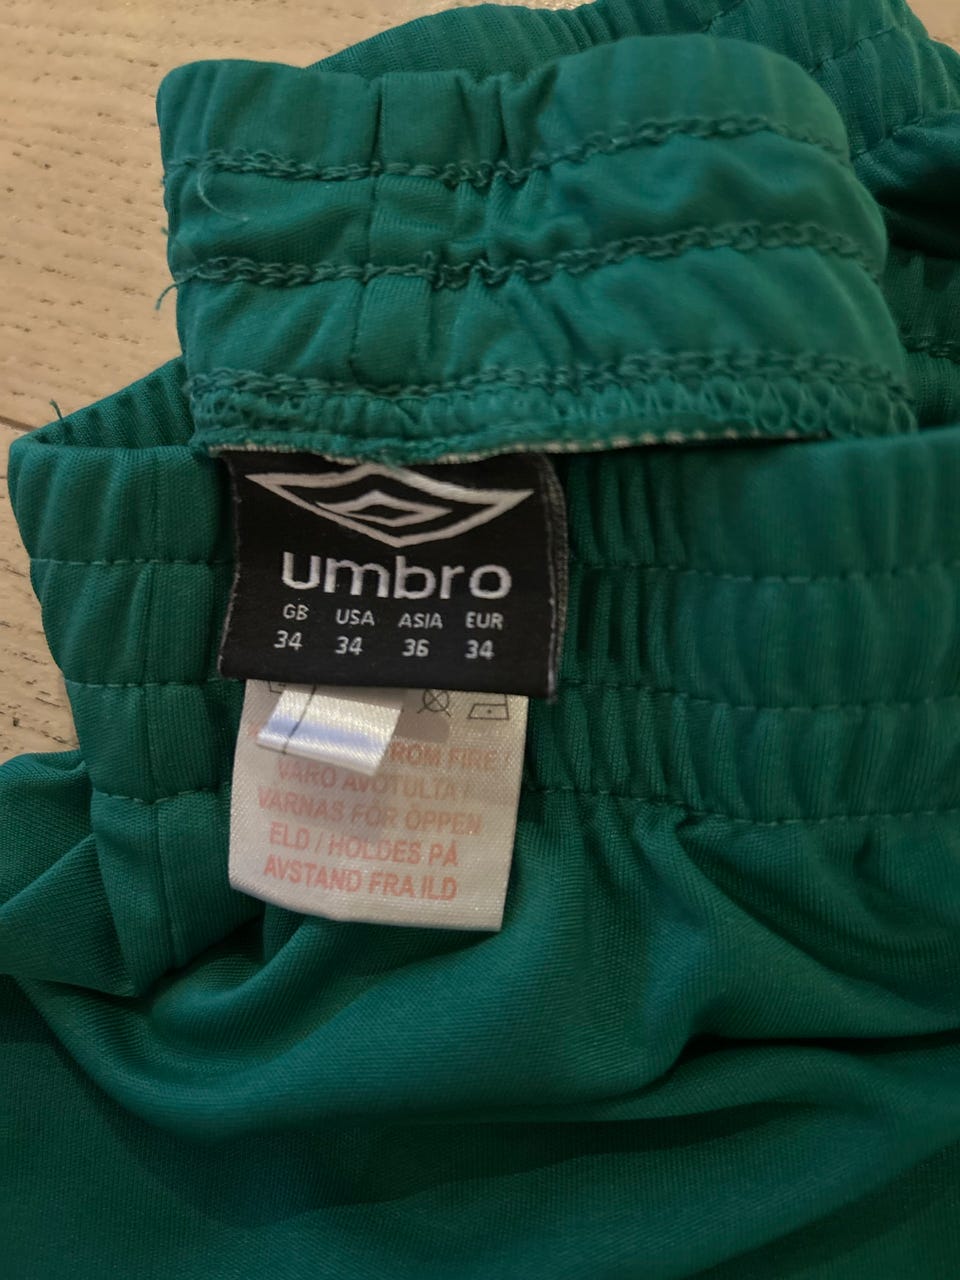 umbro
GB USA ASIA EUR
34 34 36 34
FROM FIRE
VARO AVOTULTA /
VARNAS FÖR ÖPPEN
ELD / HOLDES PÅ
AVSTAND FRA ILD